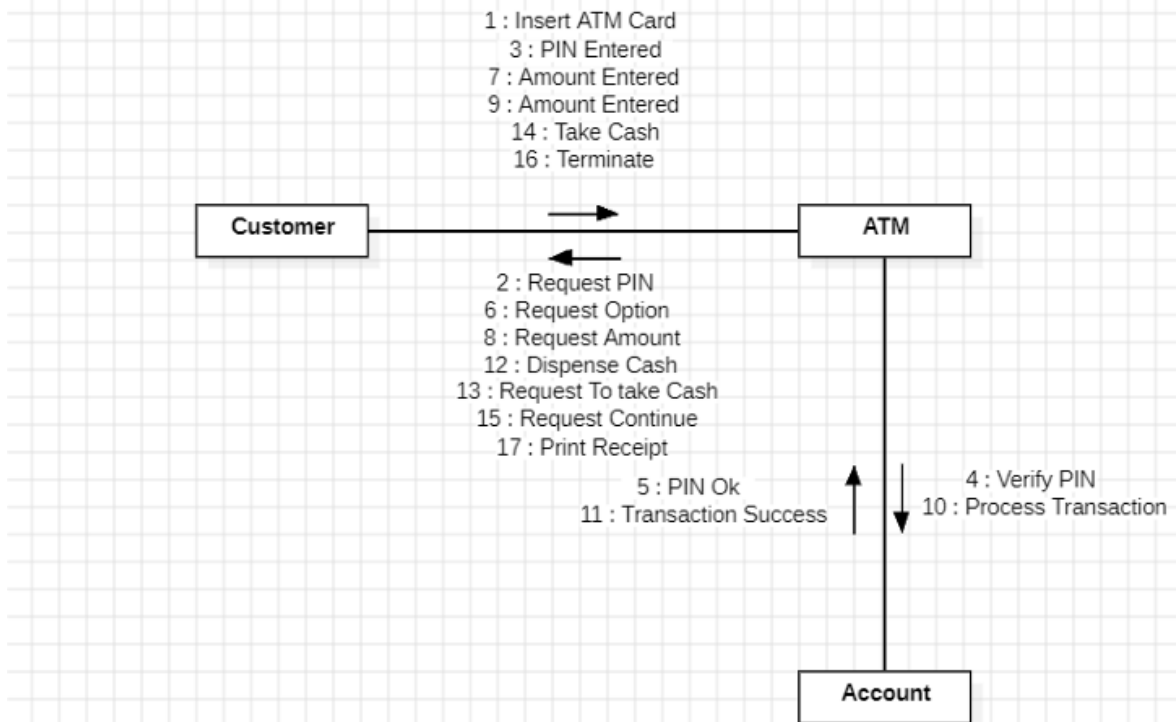 1 : Insert ATM Card
3 : PIN Entered
7 : Amount Entered
9 : Amount Entered
14 : Take Cash
16 : Terminate
Customer
ATM
2 : Request PIN
6 : Request Option
8 : Request Amount
12 : Dispense Cash
13 : Request To take Cash
15 : Request Continue
17 : Print Receipt
5 : PIN Ok
11 : Transaction Success
4 : Verify PIN
10 : Process Transaction
Account